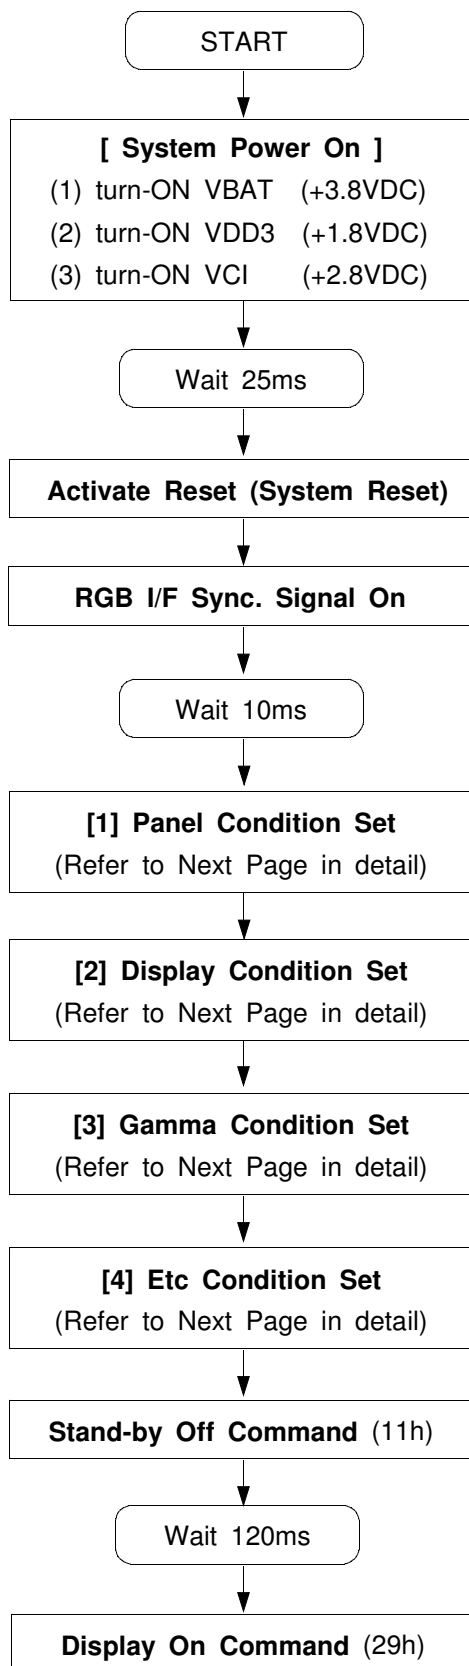 START
[ System Power On ]
(1) turn-ON VBAT (+3.8VDC)
(2) turn-ON VDD3 (+1.8VDC)
(3) turn-ON VCI (+2.8VDC)
Wait 25ms
Activate Reset (System Reset)
RGB I/F Sync. Signal On
Wait 10ms
[1] Panel Condition Set
(Refer to Next Page in detail)
[2] Display Condition Set
(Refer to Next Page in detail)
[3] Gamma Condition Set
(Refer to Next Page in detail)
[4] Etc Condition Set
(Refer to Next Page in detail)
Stand-by Off Command (11h)
Wait 120ms
Display On Command (29h)